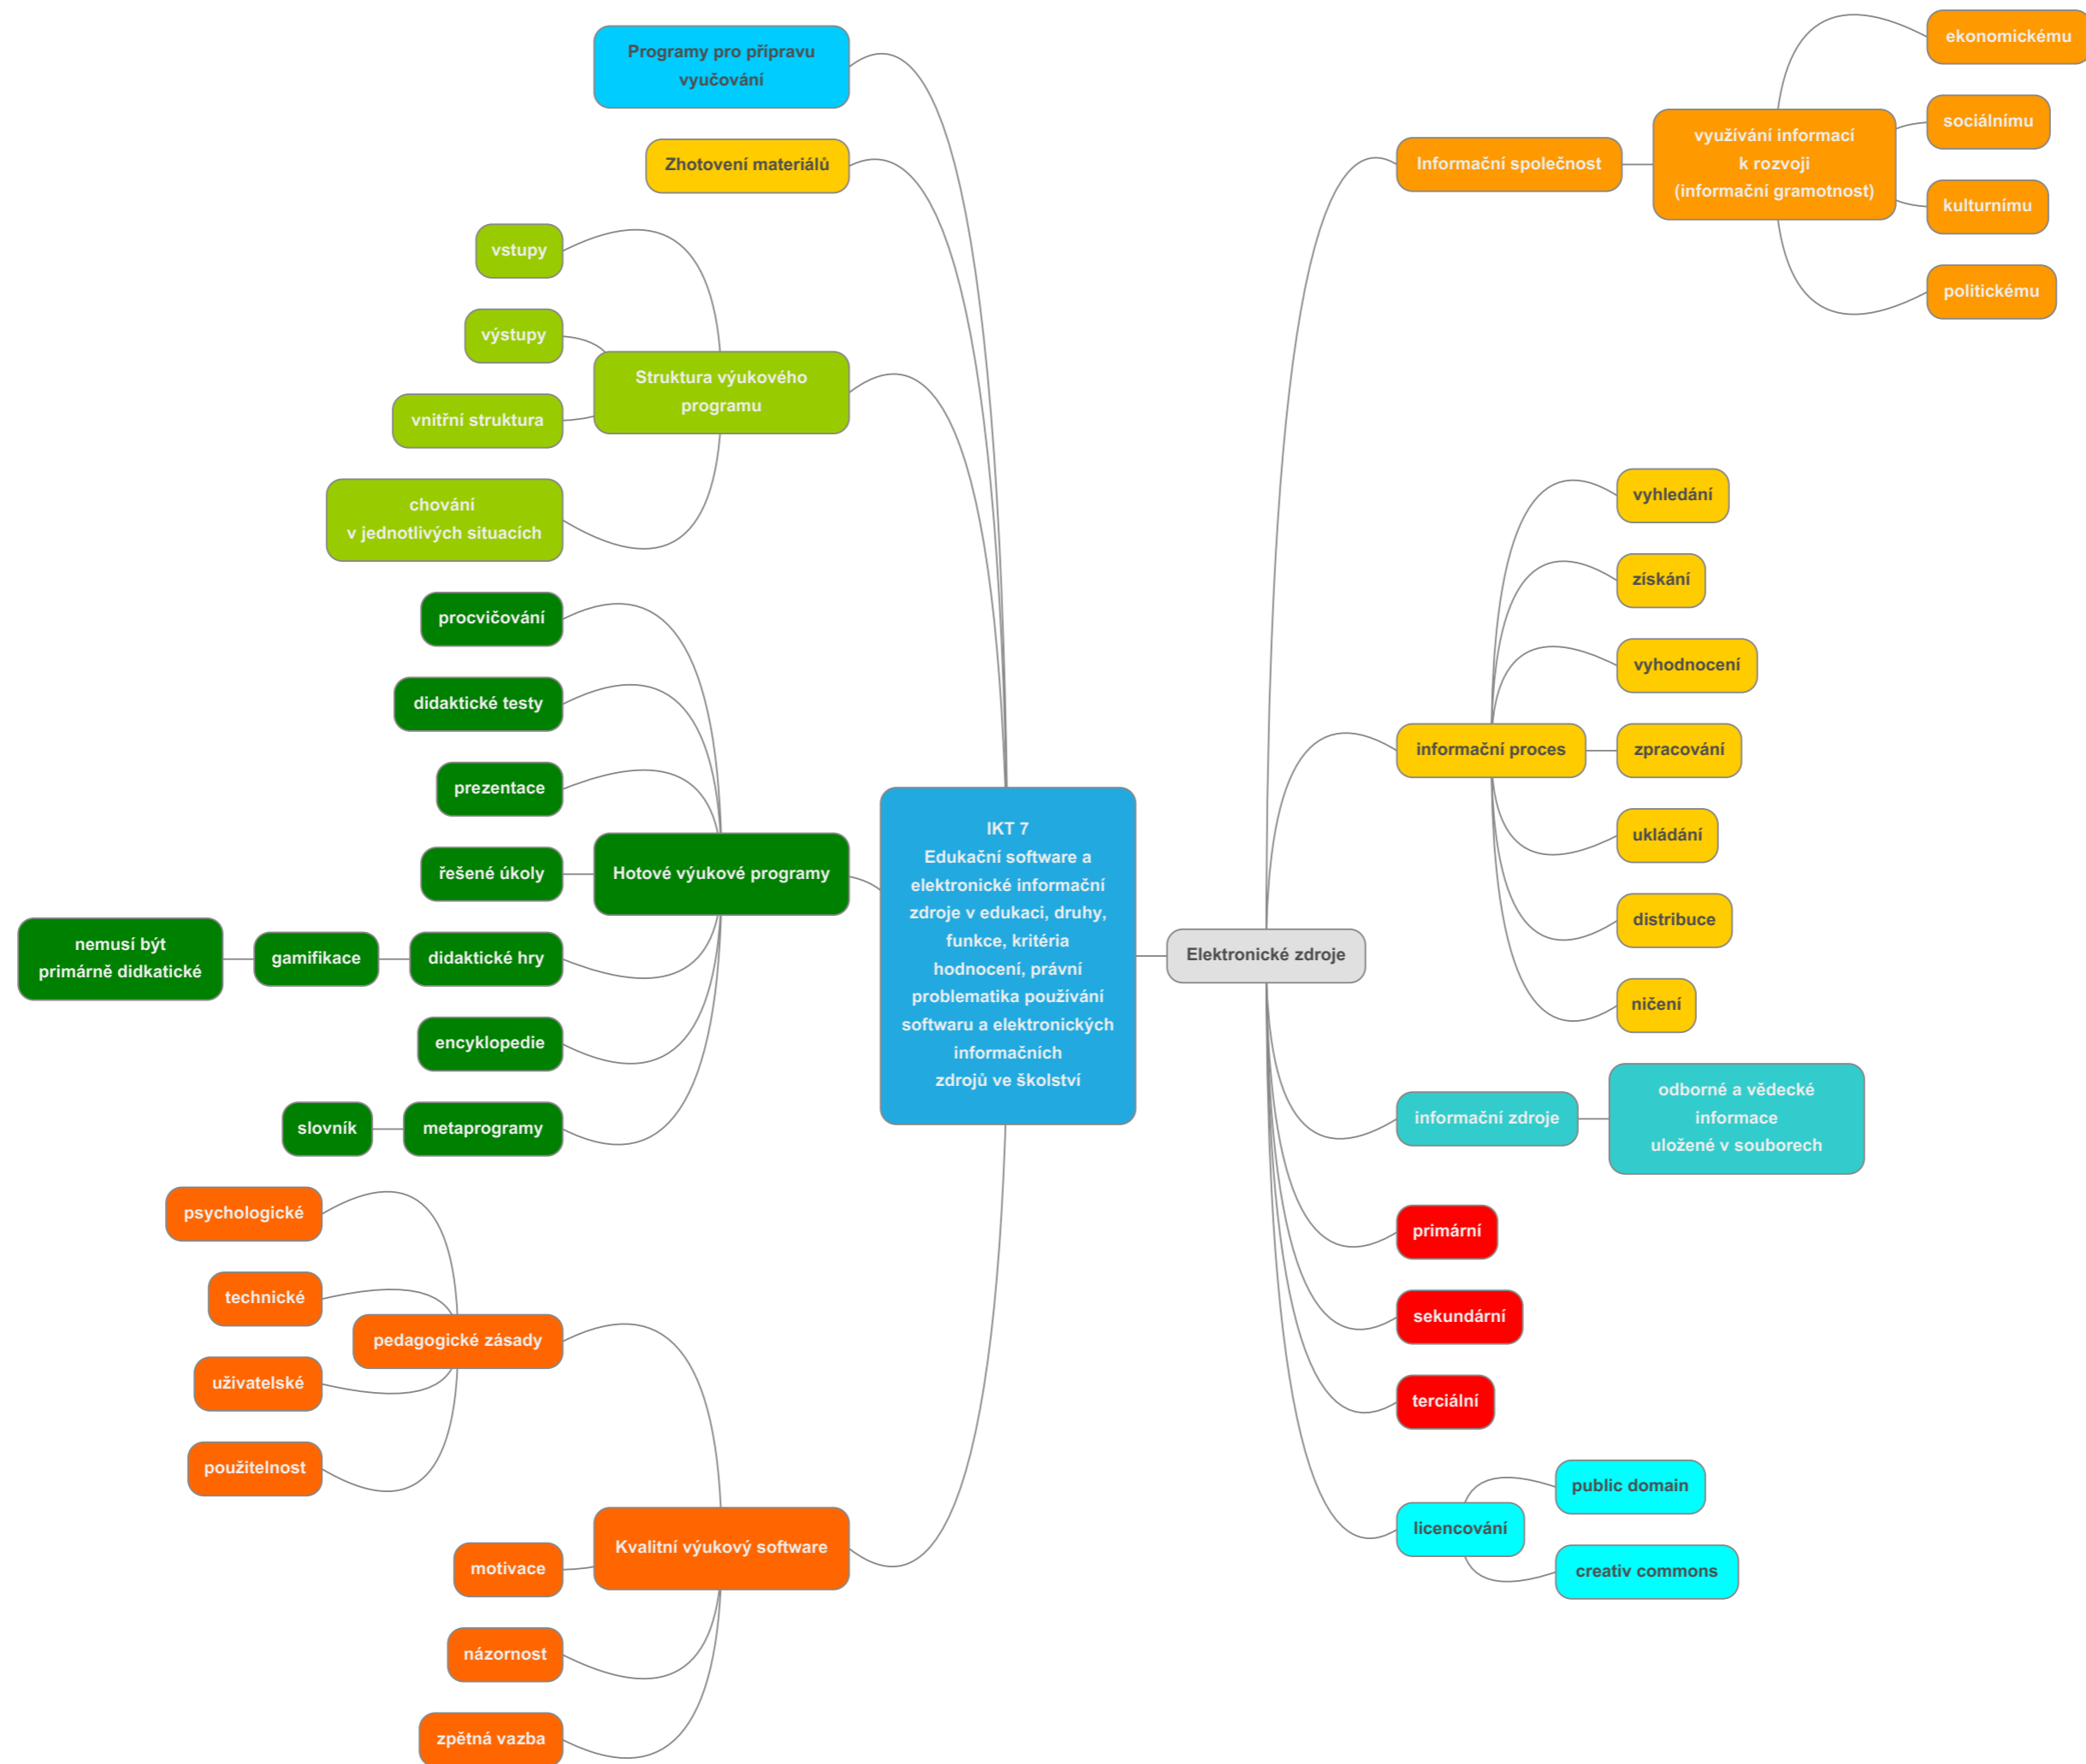 Programy pro přípravu
vyučování
Zhotovení materiálů
vstupy
výstupy
vnitřní struktura
chování
v jednotlivých situacích
Struktura výukového
programu
procvičování
didaktické testy
prezentace
řešené úkoly
didaktické hry
gamifikace
nemusí být
primárně didkatické
encyklopedie
metaprogramy
slovník
Hotové výukové programy
psychologické
technické
uživatelské
použitelnost
pedagogické zásady
motivace
názornost
zpětná vazba
Kvalitní výukový software
IKT 7
Edukační software a
elektronické informační
zdroje v edukaci, druhy,
funkce, kritéria
hodnocení, právní
problematika používání
softwaru a elektronických
informačních
zdrojů ve školství
Elektronické zdroje
Informační společnost
využívání informací
k rozvoji
(informační gramotnost)
ekonomickému
sociálnímu
kulturnímu
politickému
informační proces
vyhledání
získání
vyhodnocení
zpracování
ukládání
distribuce
ničení
informační zdroje
odborné a vědecké
informace
uložené v souborech
primární
sekundární
terciální
licencování
public domain
creativ commons